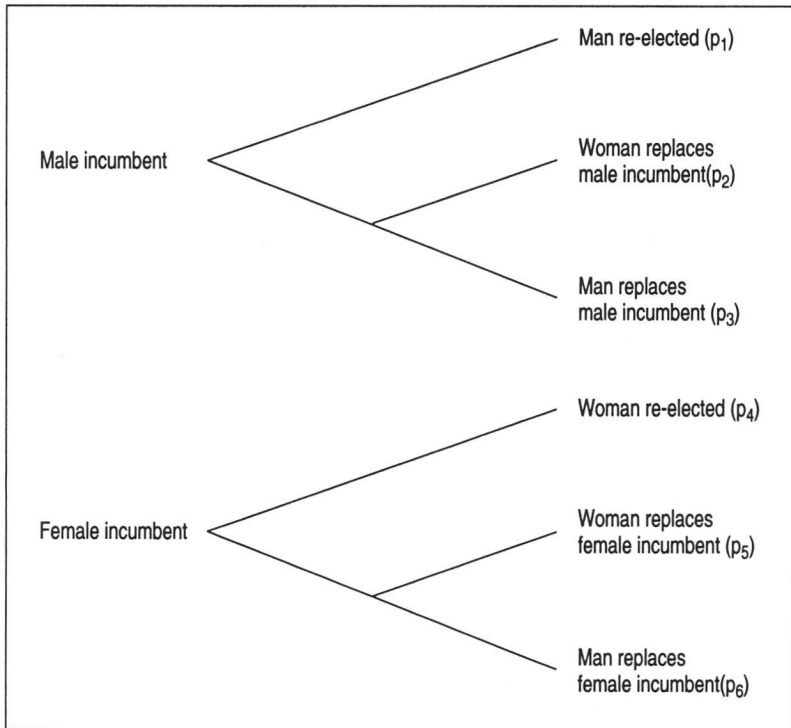 Man re-elected (p₁)
Male incumbent
Woman replaces
male incumbent(p₂)
Man replaces
male incumbent (p₃)
Woman re-elected (p₄)
Female incumbent
Woman replaces
female incumbent (p₅)
Man replaces
female incumbent(p₆)